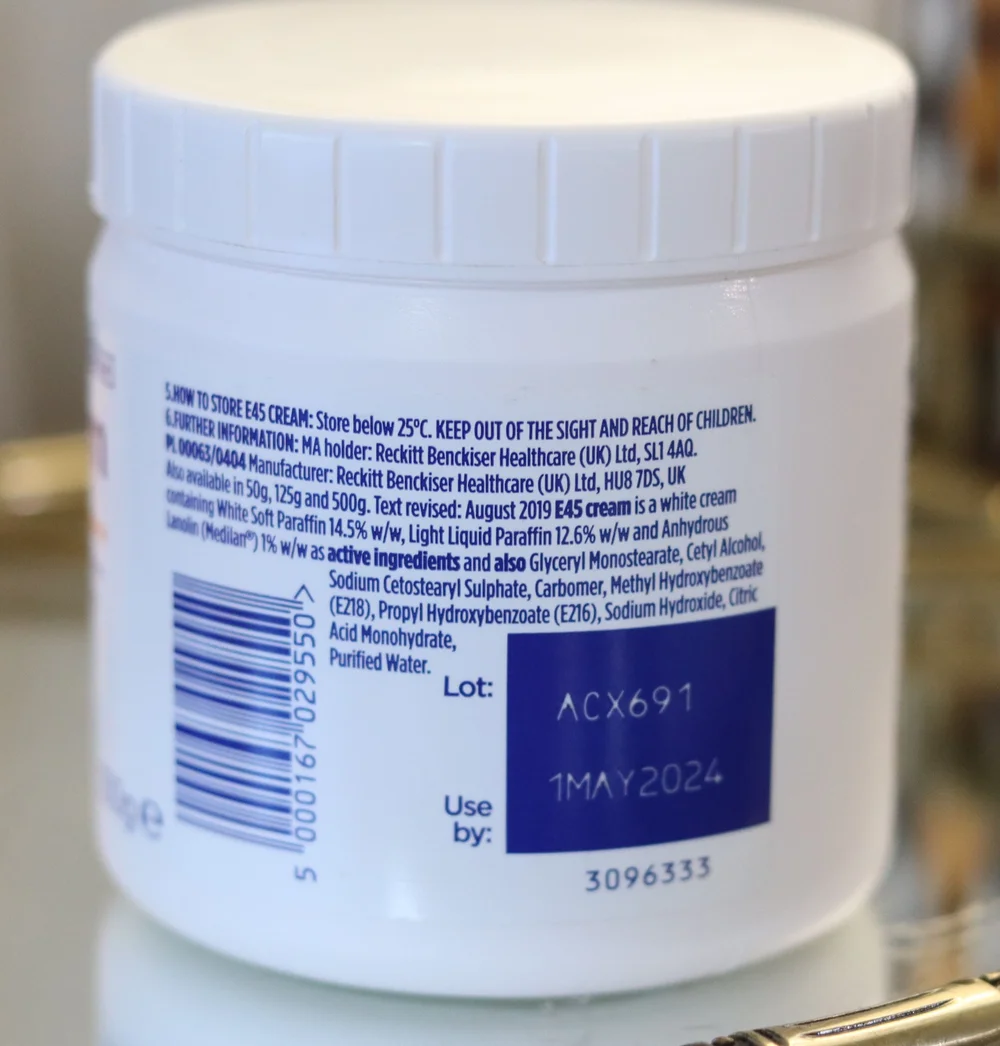 5.HOW TO STORE E45 CREAM: Store below 25ºC. KEEP OUT OF THE SIGHT AND REACH OF CHILDREN.
6.FURTHER INFORMATION: MA holder: Reckitt Benckiser Healthcare (UK) Ltd, SL1 4AQ.
PL 00063/0404 Manufacturer: Reckitt Benckiser Healthcare (UK) Ltd, HU8 7DS, UK
Also available in 50g, 125g and 500g. Text revised: August 2019 E45 cream is a white cream
containing White Soft Paraffin 14.5% w/w, Light Liquid Paraffin 12.6% w/w and Anhydrous
Lanolin (Medilan®) 1% w/w as active ingredients and also Glyceryl Monostearate, Cetyl Alcohol,
Sodium Cetostearyl Sulphate, Carbomer, Methyl Hydroxybenzoate
(E218), Propyl Hydroxybenzoate (E216), Sodium Hydroxide, Citric
Acid Monohydrate,
Purified Water.
5 000167 029550 >
Lot: ACX691
Use by: 1MAY2024
3096333